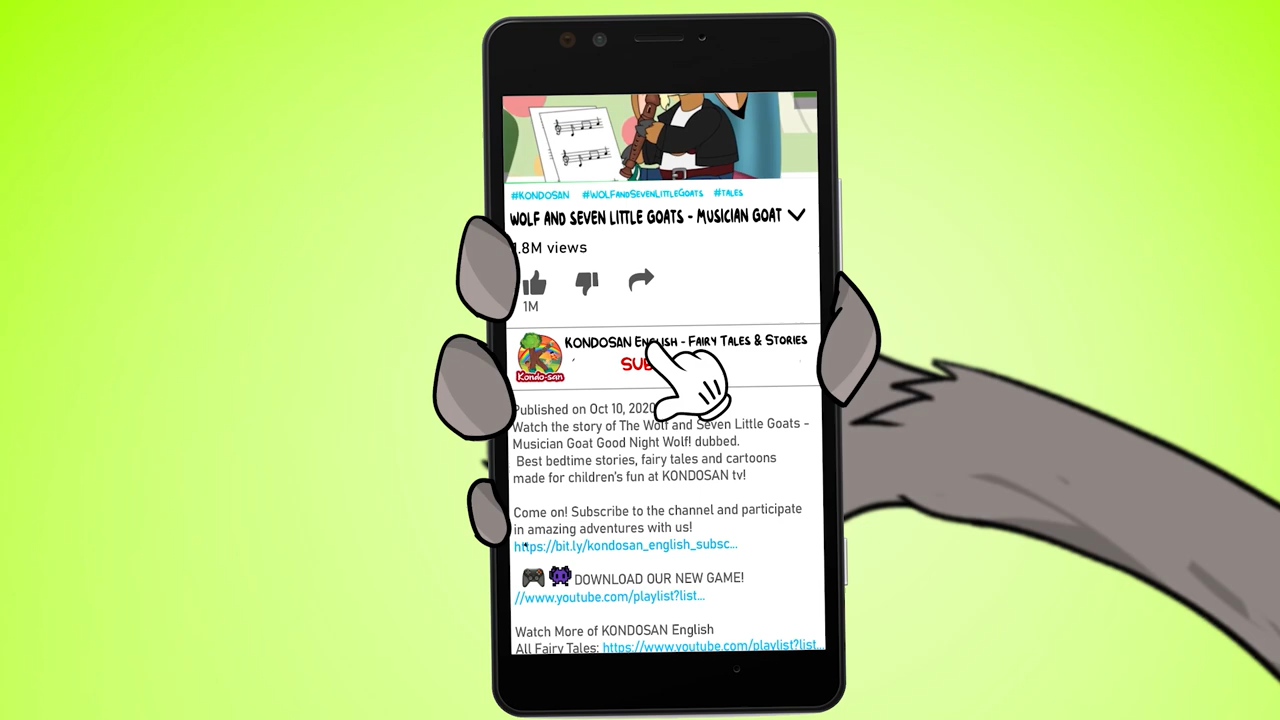 #KONDOSAN #WOLFANDSEVENLITTLEGOATS #TALES
WOLF AND SEVEN LITTLE GOATS - MUSICIAN GOAT
.8M views
1M
KONDOSAN ENGLISH - FAIRY TALES & STORIES
Kondo-san
SUB
Published on Oct 10, 2020
Watch the story of The Wolf and Seven Little Goats -
Musician Goat Good Night Wolf! dubbed.
Best bedtime stories, fairy tales and cartoons
made for children's fun at KONDOSAN tv!
Come on! Subscribe to the channel and participate
in amazing adventures with us!
https://bit.ly/kondosan_english_subsc...
DOWNLOAD OUR NEW GAME!
//www.youtube.com/playlist?list...
Watch More of KONDOSAN English
All Fairy Tales: https://www.youtube.com/playlist?list...